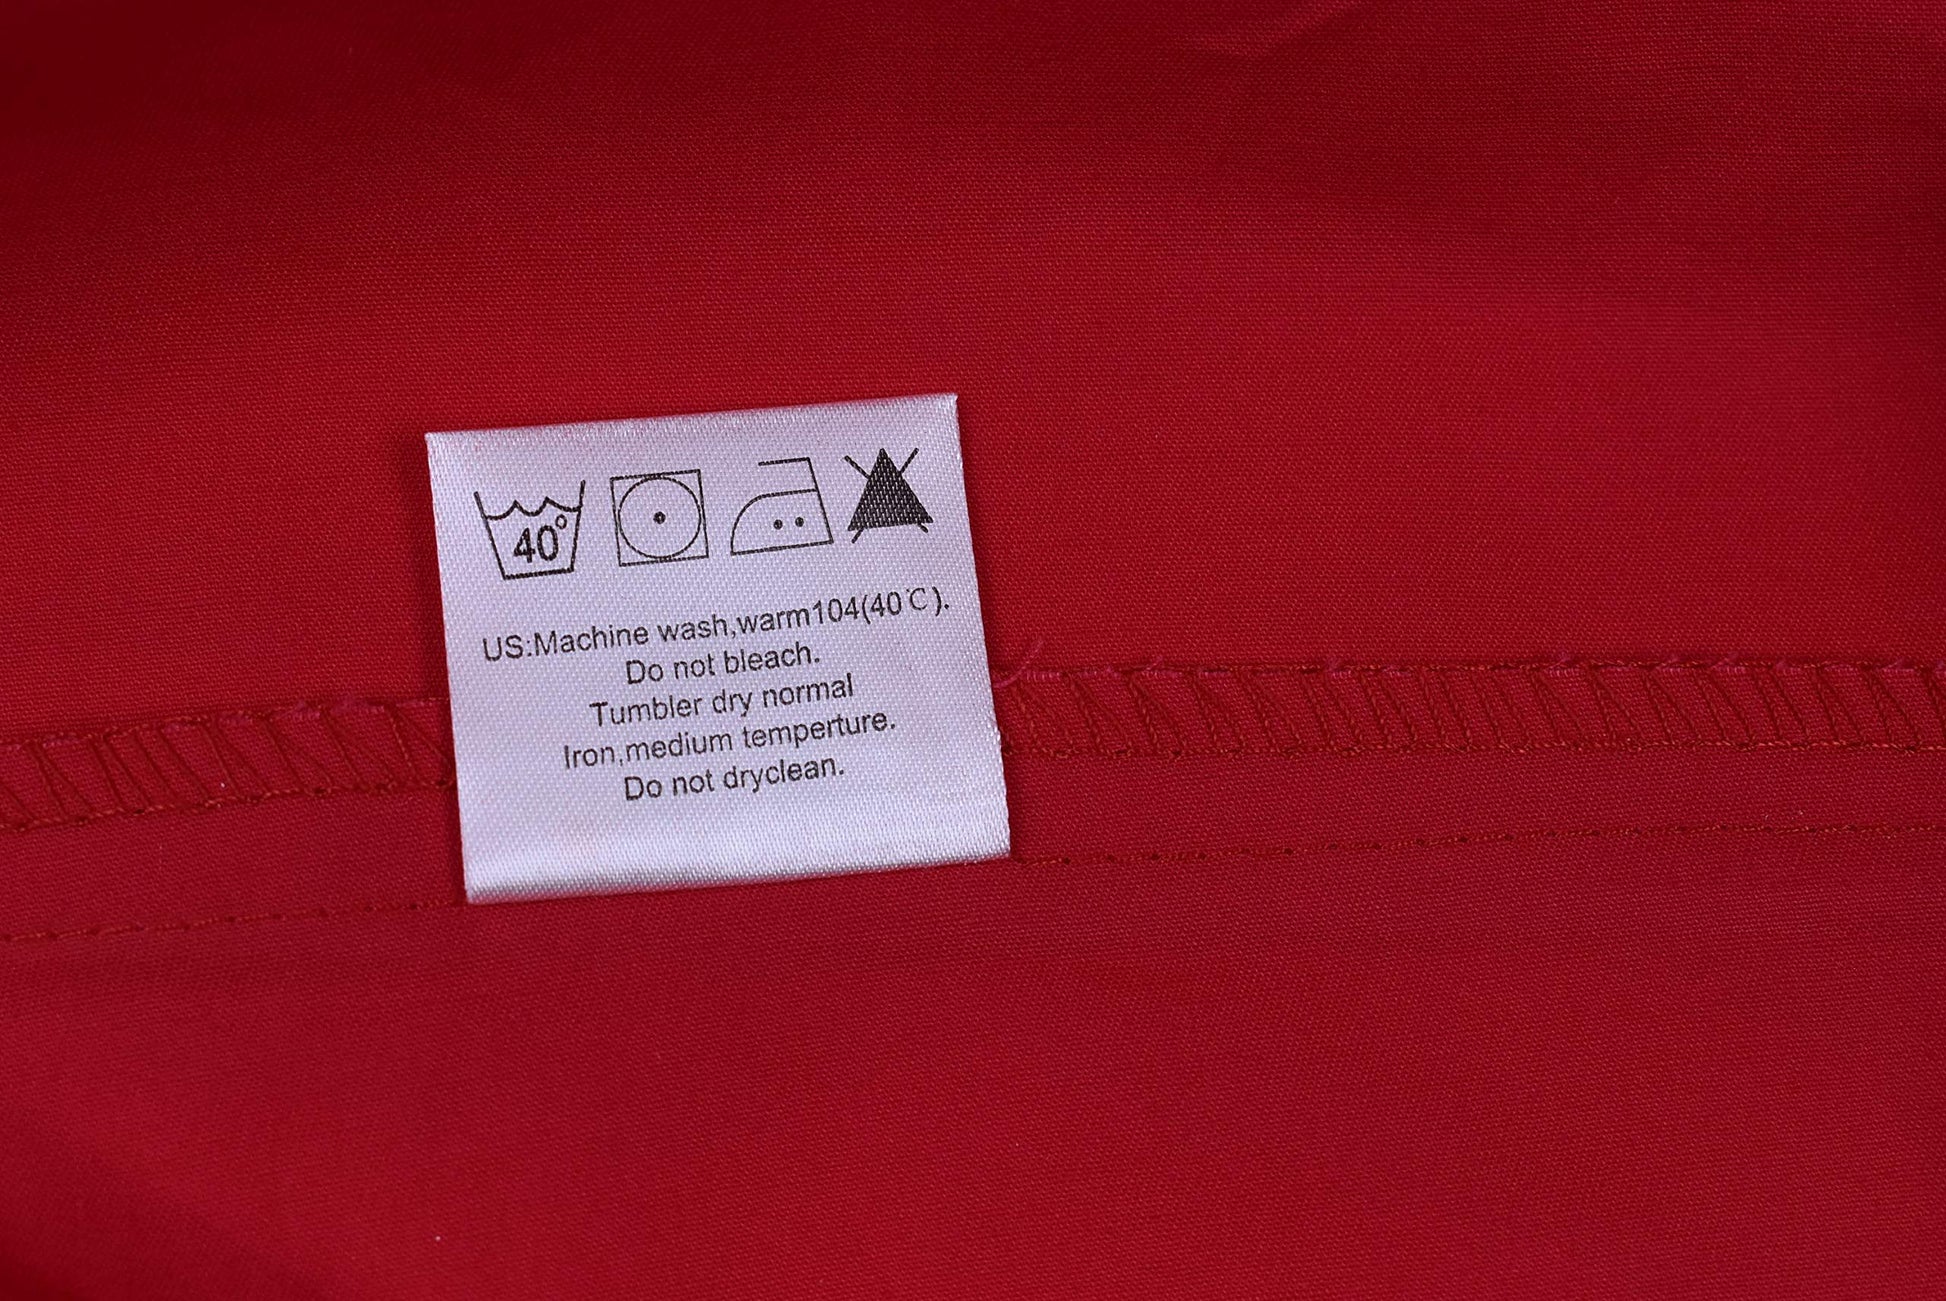 40°
US:Machine wash,warm104(40℃).
Do not bleach.
Tumbler dry normal
Iron,medium temperture.
Do not dryclean.